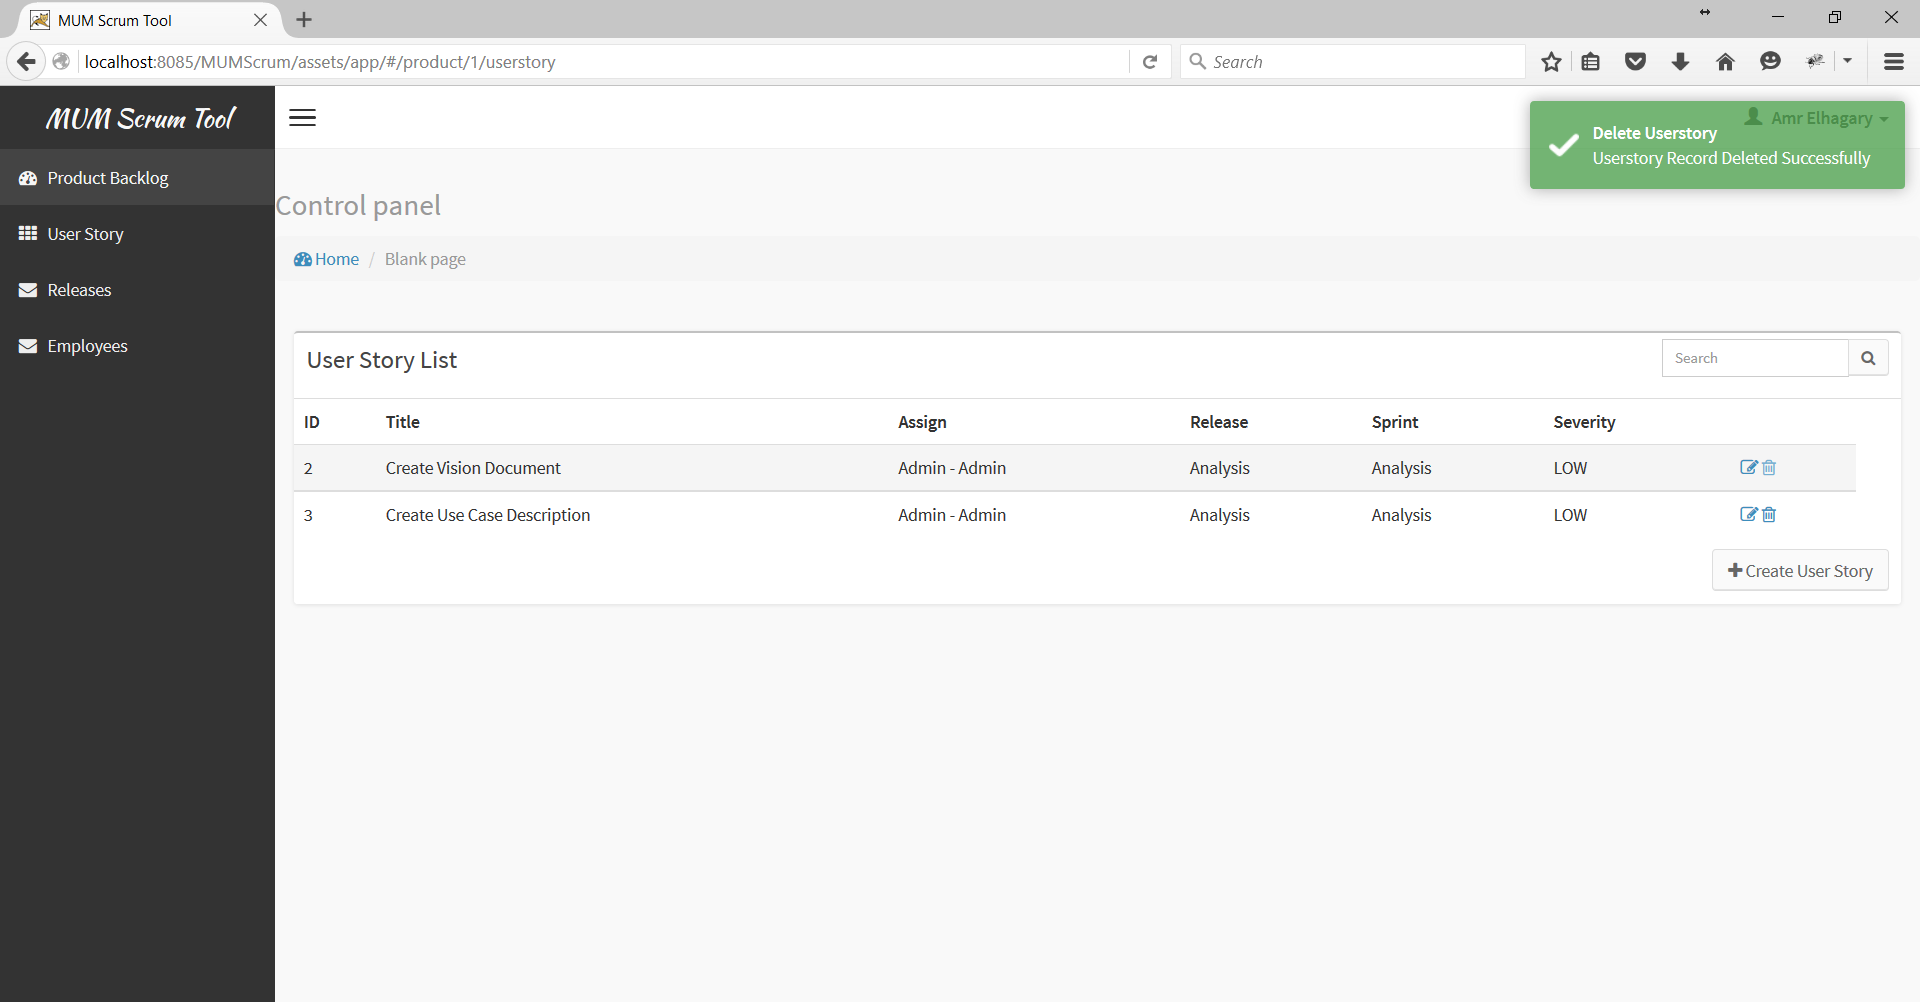 MUM Scrum Tool
localhost:8085/MUMScrum/assets/app/#/product/1/userstory
Search
MUM Scrum Tool
Amr Elhagary
Delete Userstory
Userstory Record Deleted Successfully
Product Backlog
User Story
Releases
Employees
Control panel
Home / Blank page
User Story List
Search
ID Title Assign Release Sprint Severity
2 Create Vision Document Admin - Admin Analysis Analysis LOW
3 Create Use Case Description Admin - Admin Analysis Analysis LOW
Create User Story